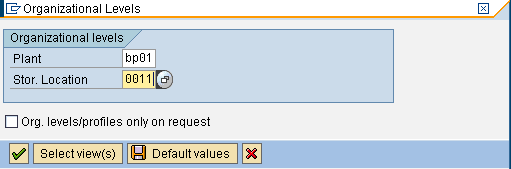 Organizational Levels
Organizational levels
Plant bp01
Stor. Location 0011
Org. levels/profiles only on request
Select view(s) Default values